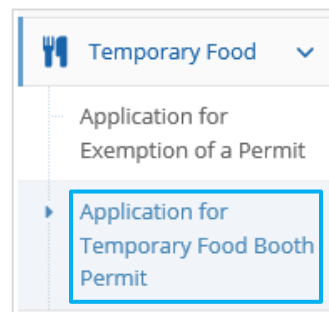 Temporary Food
Application for
Exemption of a Permit
Application for
Temporary Food Booth
Permit